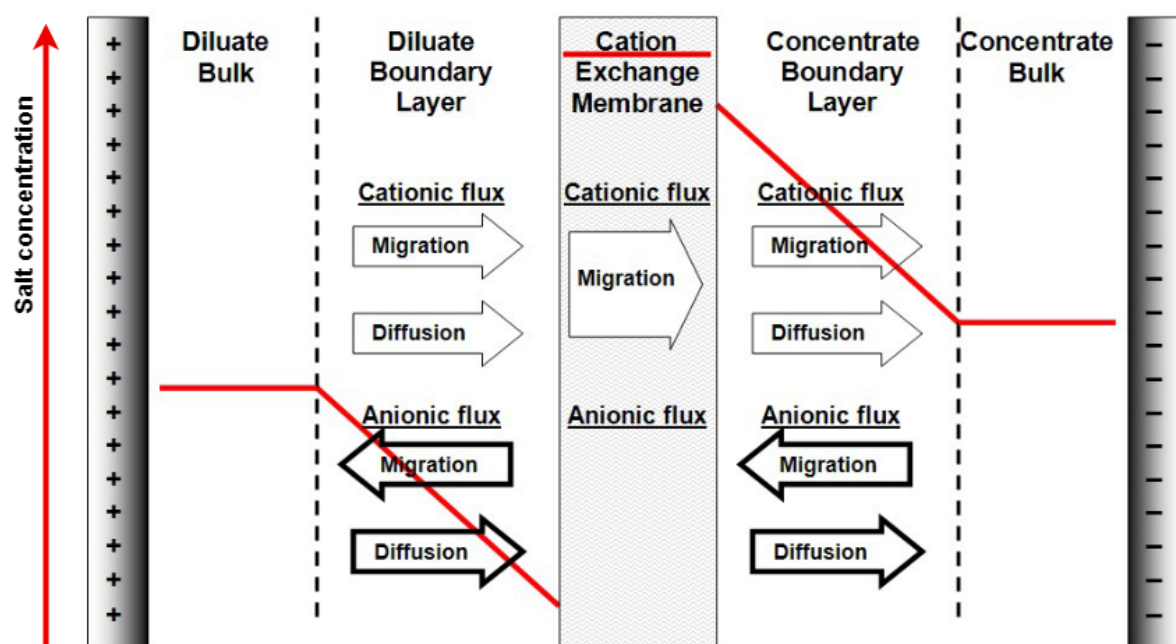 Salt concentration
Diluate
Bulk
Diluate
Boundary
Layer
Cation
Exchange
Membrane
Concentrate
Boundary
Layer
Concentrate
Bulk
Cationic flux
Cationic flux
Cationic flux
Migration
Migration
Migration
Diffusion
Diffusion
Anionic flux
Anionic flux
Anionic flux
Migration
Migration
Diffusion
Diffusion